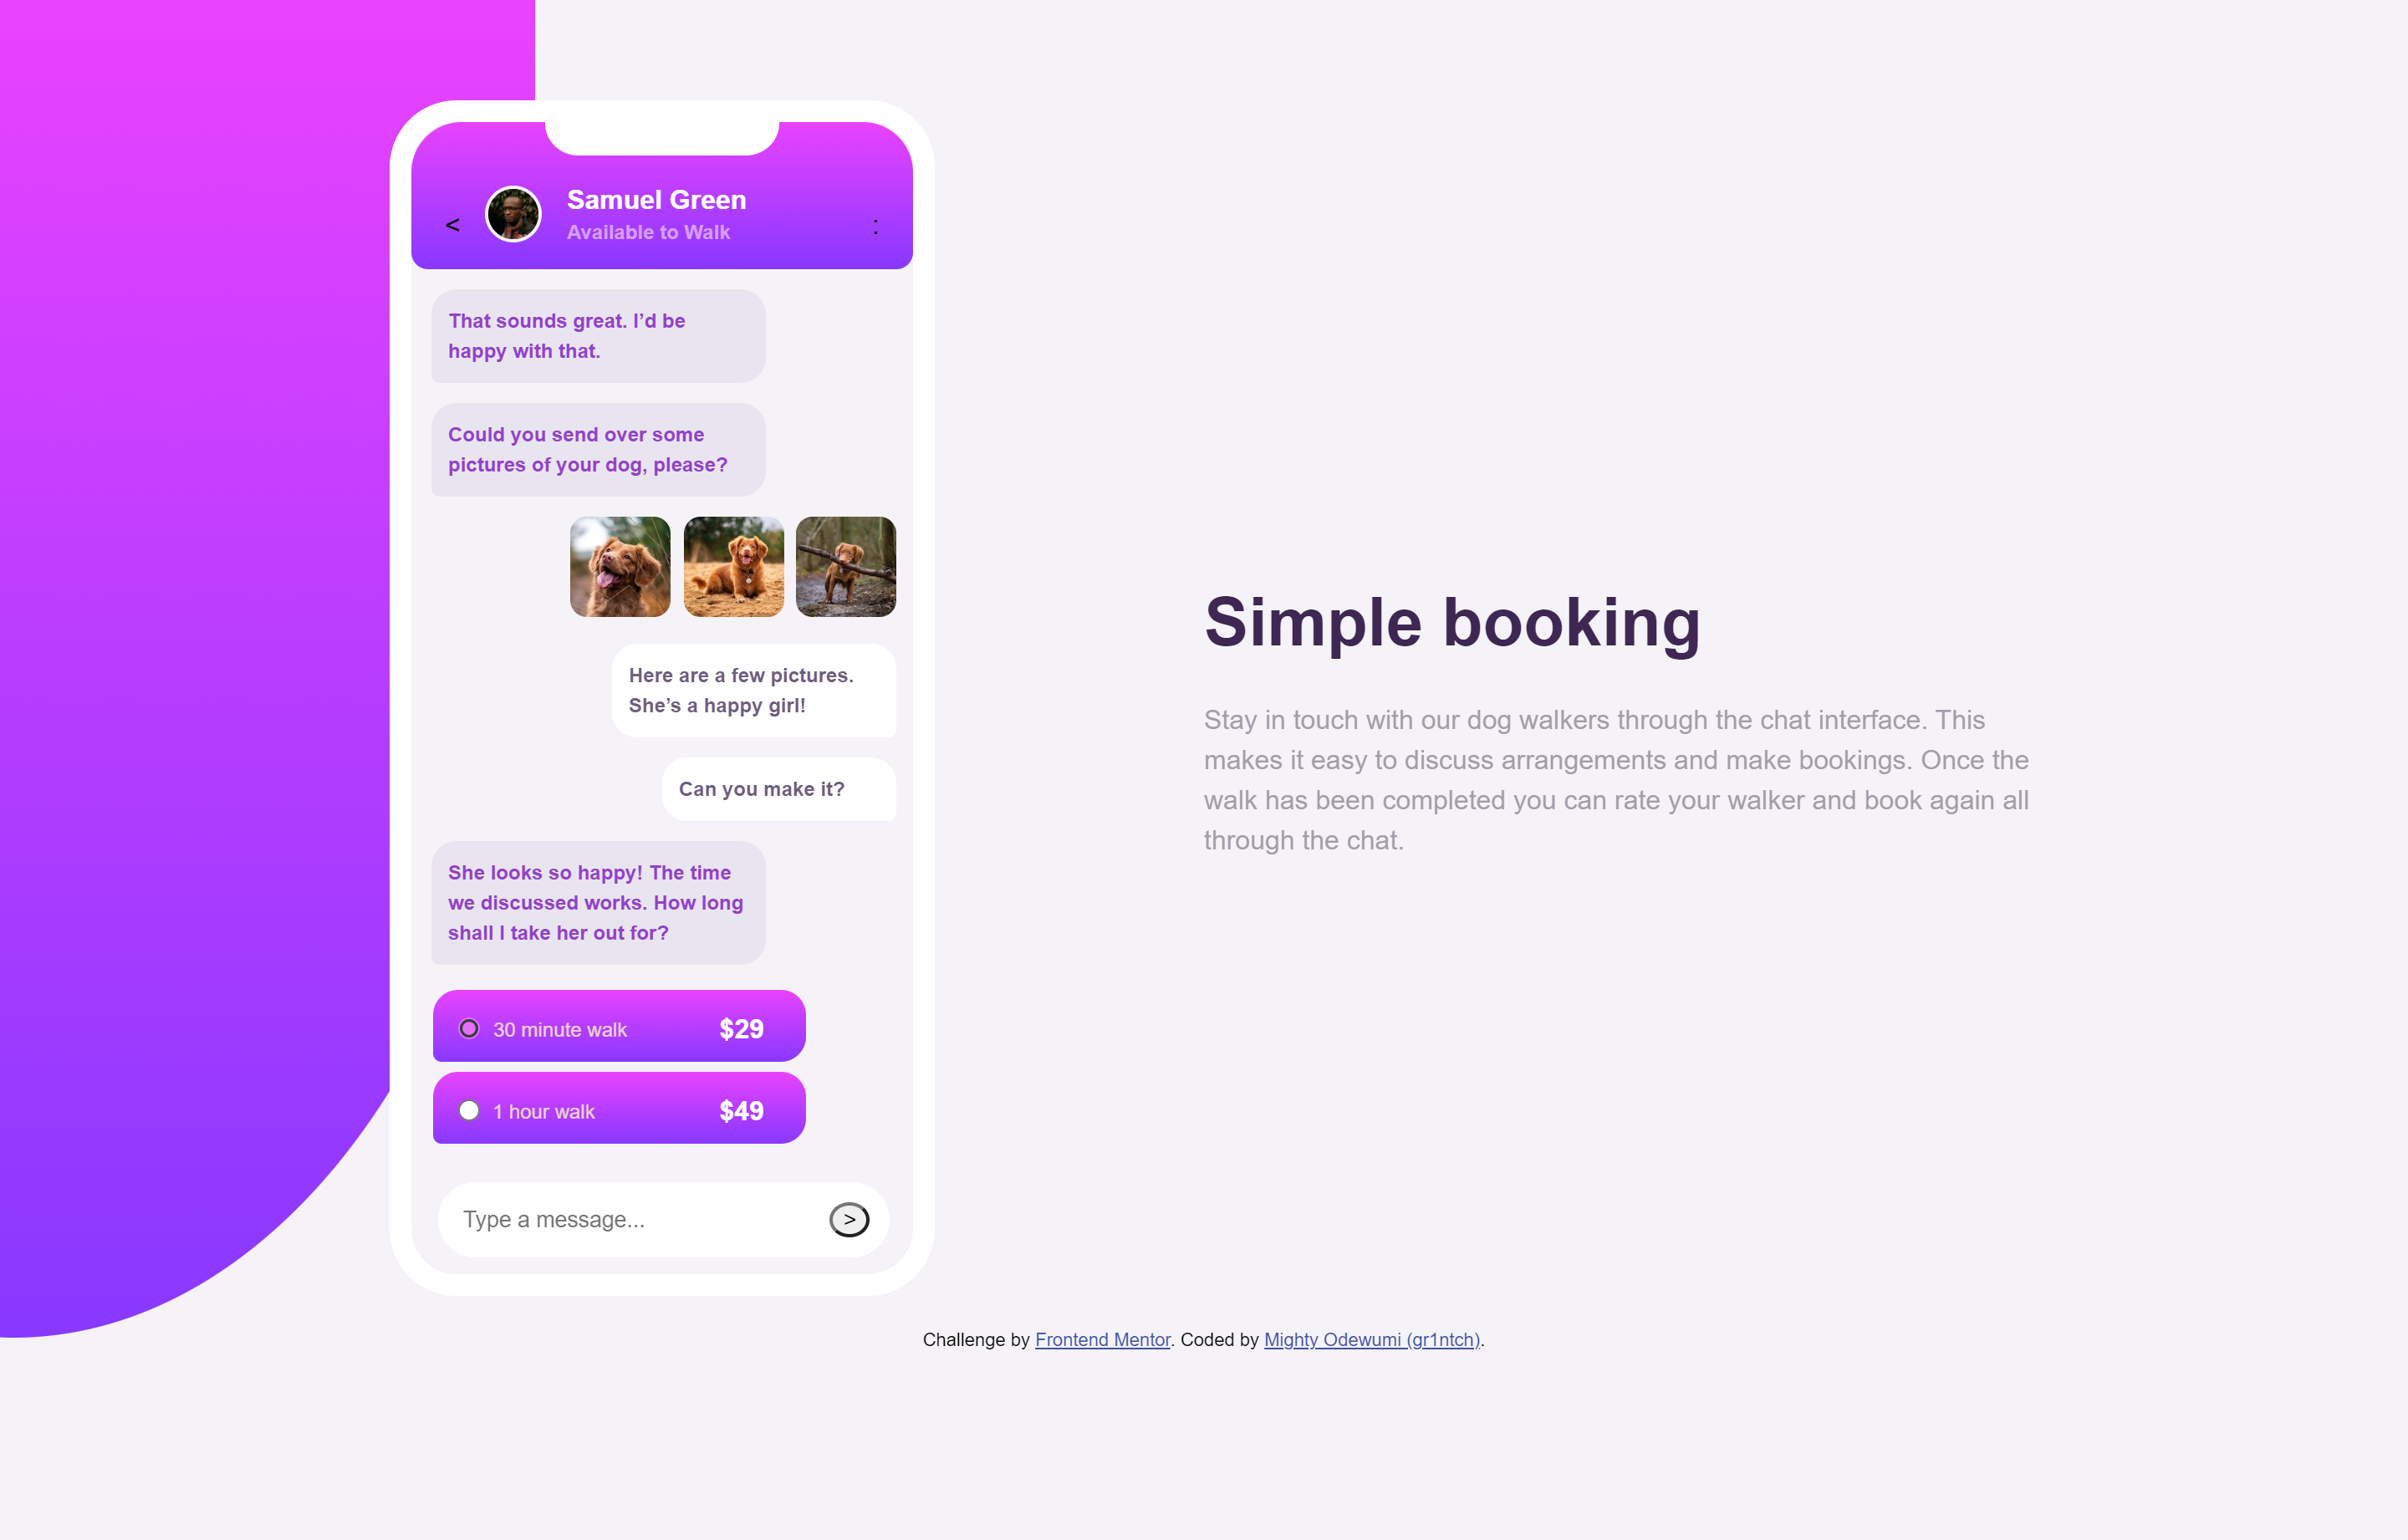 Samuel Green
<
:
Available to Walk
That sounds great. I’d be
happy with that.
Could you send over some
pictures of your dog, please?
Here are a few pictures.
She’s a happy girl!
Can you make it?
She looks so happy! The time
we discussed works. How long
shall I take her out for?
30 minute walk $29
1 hour walk $49
Type a message...
>
Simple booking
Stay in touch with our dog walkers through the chat interface. This
makes it easy to discuss arrangements and make bookings. Once the
walk has been completed you can rate your walker and book again all
through the chat.
Challenge by Frontend Mentor. Coded by Mighty Odewumi (gr1ntch).